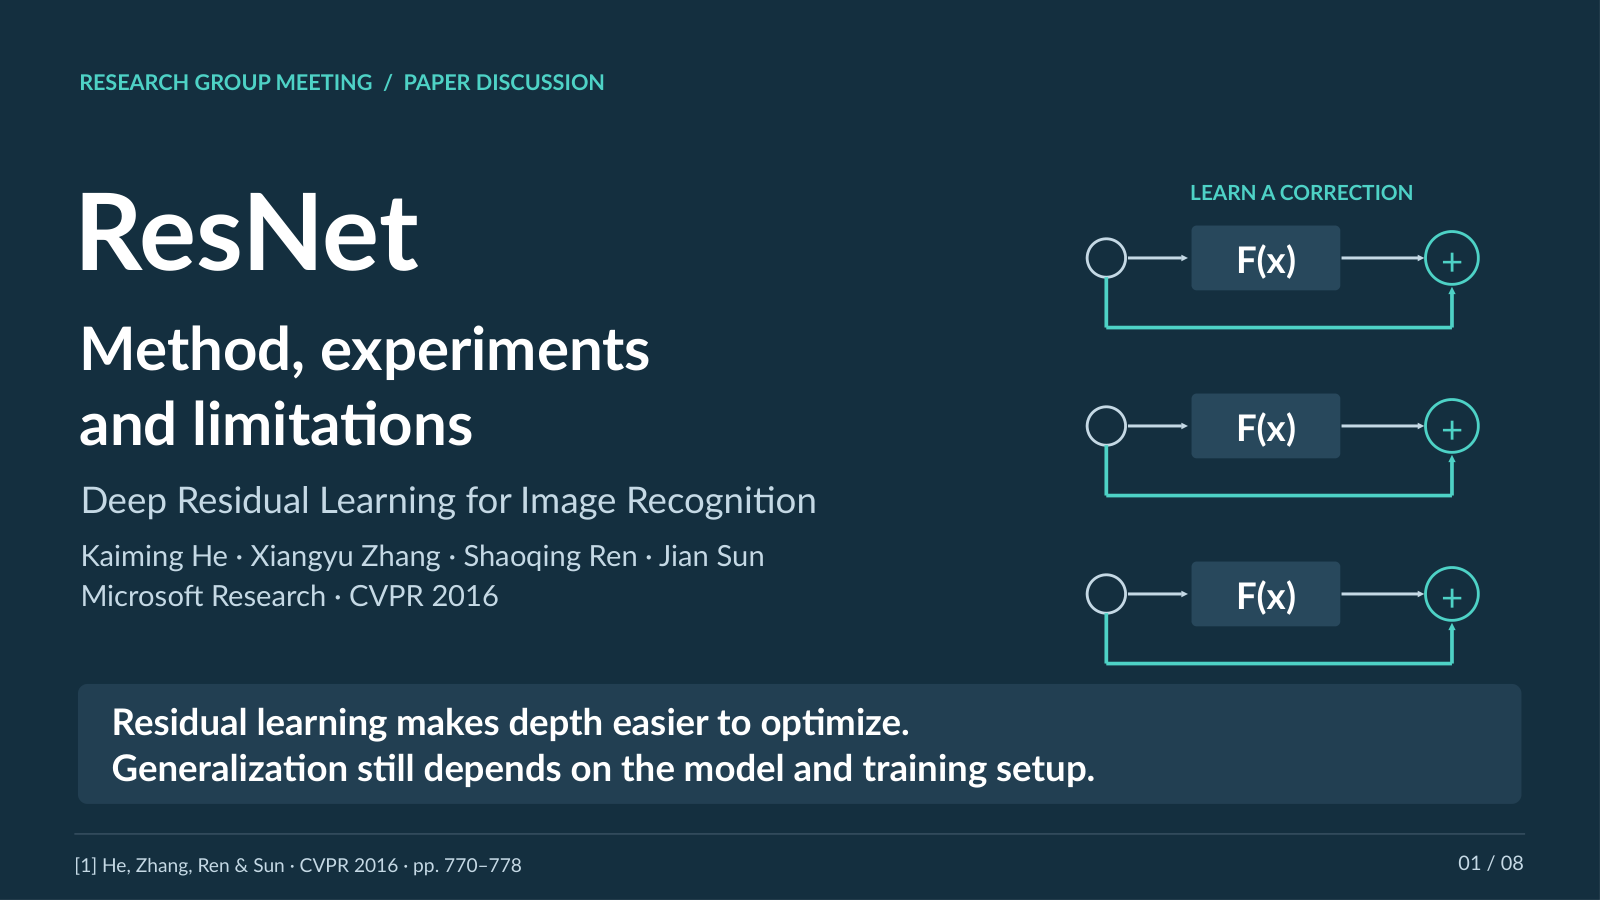 RESEARCH GROUP MEETING / PAPER DISCUSSION
ResNet
Method, experiments
and limitations
Deep Residual Learning for Image Recognition
Kaiming He · Xiangyu Zhang · Shaoqing Ren · Jian Sun
Microsoft Research · CVPR 2016
LEARN A CORRECTION
F(x) +
F(x) +
F(x) +
Residual learning makes depth easier to optimize.
Generalization still depends on the model and training setup.
[1] He, Zhang, Ren & Sun · CVPR 2016 · pp. 770–778
01 / 08